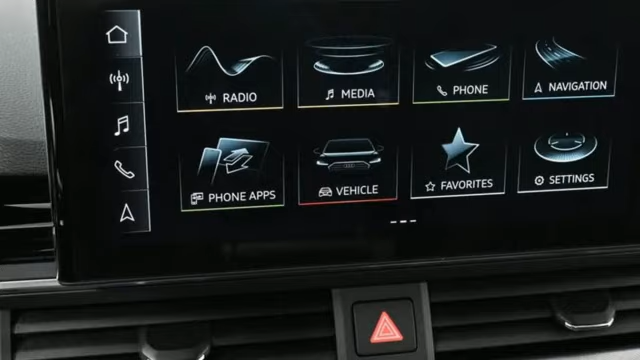 RADIO
MEDIA
PHONE
NAVIGATION
PHONE APPS
VEHICLE
FAVORITES
SETTINGS